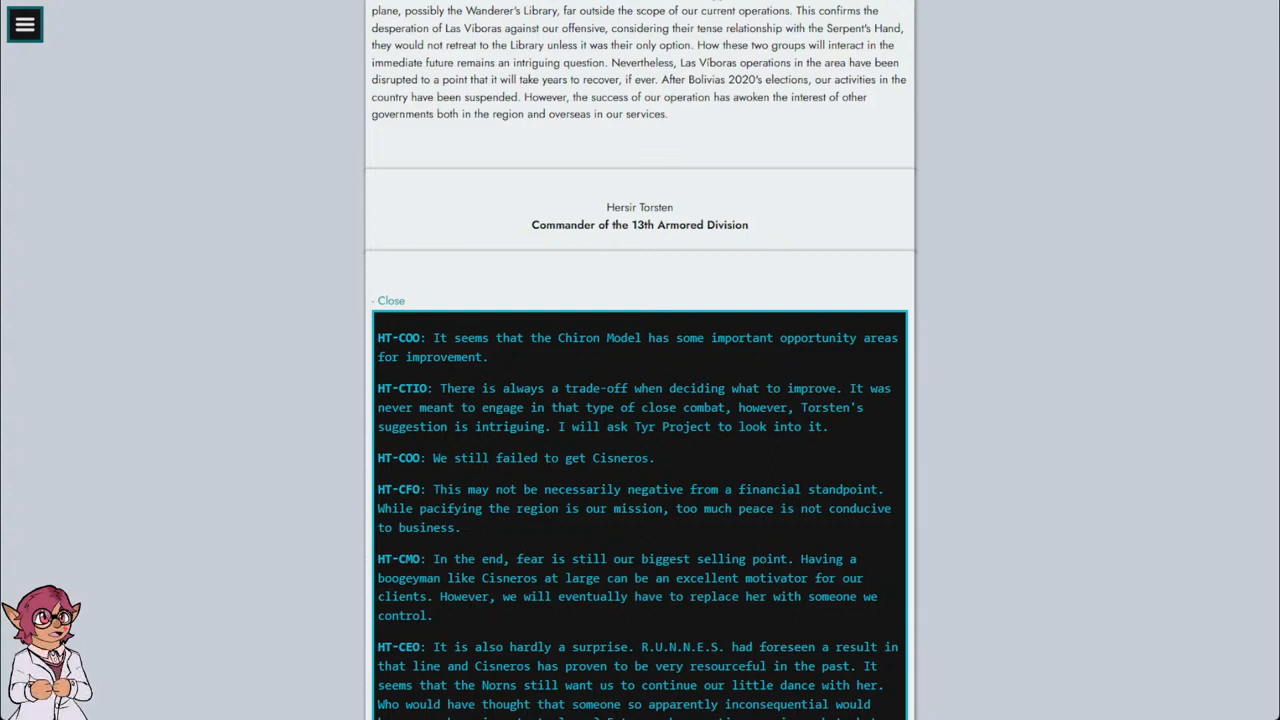 plane, possibly the Wanderer's Library, far outside the scope of our current operations. This confirms the
desperation of Las Víboras against our offensive, considering their tense relationship with the Serpent's Hand,
they would not retreat to the Library unless it was their only option. How these two groups will interact in the
immediate future remains an intriguing question. Nevertheless, Las Víboras operations in the area have been
disrupted to a point that it will take years to recover, if ever. After Bolivias 2020's elections, our activities in the
country have been suspended. However, the success of our operation has awoken the interest of other
governments both in the region and overseas in our services.
Hersir Torsten
Commander of the 13th Armored Division
- Close
HT-COO: It seems that the Chiron Model has some important opportunity areas
for improvement.
HT-CTIO: There is always a trade-off when deciding what to improve. It was
never meant to engage in that type of close combat, however, Torsten's
suggestion is intriguing. I will ask Tyr Project to look into it.
HT-COO: We still failed to get Cisneros.
HT-CFO: This may not be necessarily negative from a financial standpoint.
While pacifying the region is our mission, too much peace is not conducive
to business.
HT-CMO: In the end, fear is still our biggest selling point. Having a
boogeyman like Cisneros at large can be an excellent motivator for our
clients. However, we will eventually have to replace her with someone we
control.
HT-CEO: It is also hardly a surprise. R.U.N.N.E.S. had foreseen a result in
that line and Cisneros has proven to be very resourceful in the past. It
seems that the Norns still want us to continue our little dance with her.
Who would have thought that someone so apparently inconsequential would